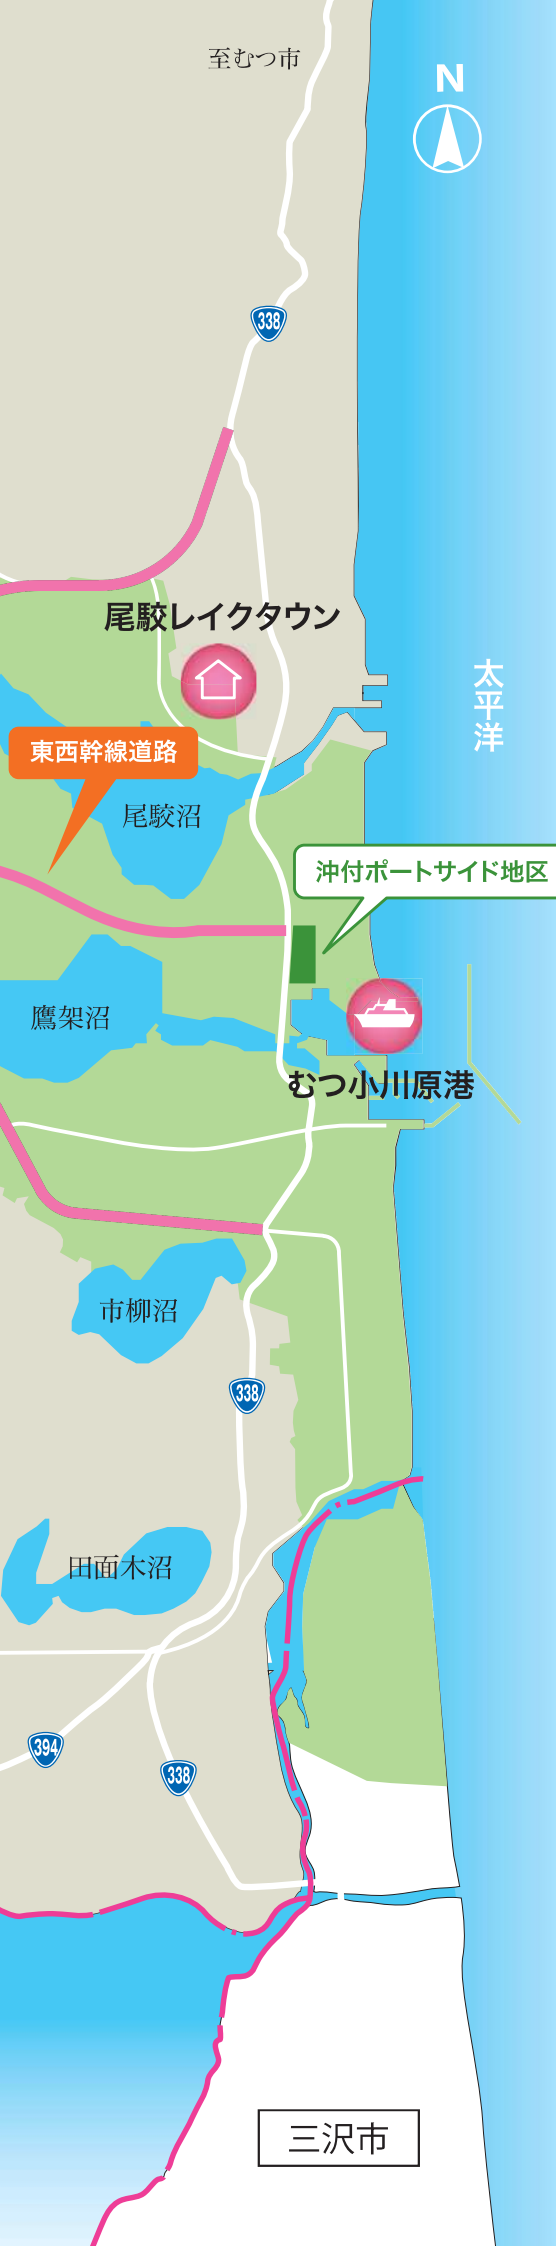 至むつ市
N
338
尾駮レイクタウン
太平洋
東西幹線道路
尾駮沼
沖付ポートサイド地区
鷹架沼
むつ小川原港
市柳沼
338
田面木沼
394
338
三沢市